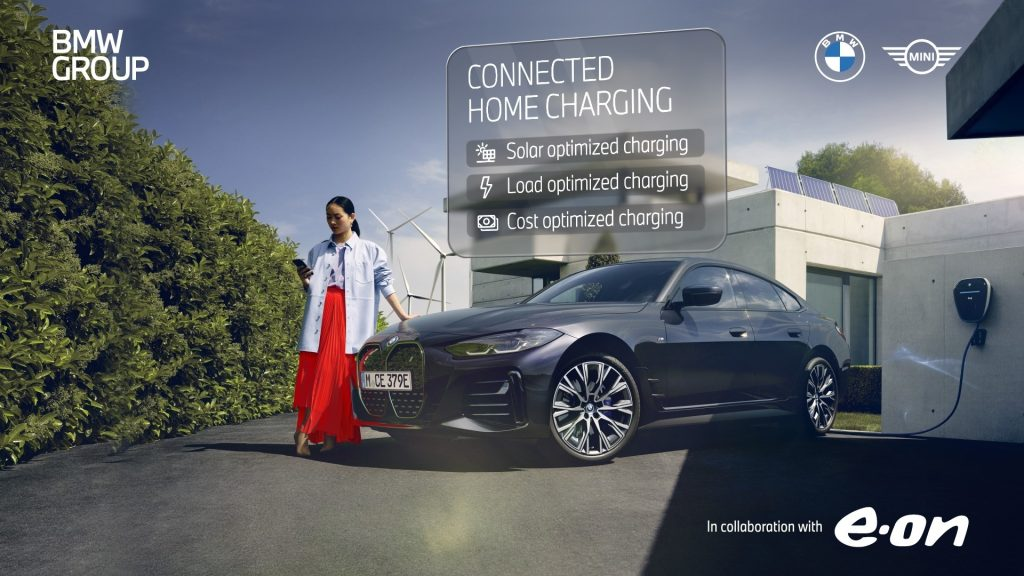 BMW
GROUP
BMW
MINI
CONNECTED
HOME CHARGING
Solar optimized charging
Load optimized charging
Cost optimized charging
M CE 379E
In collaboration with e·on